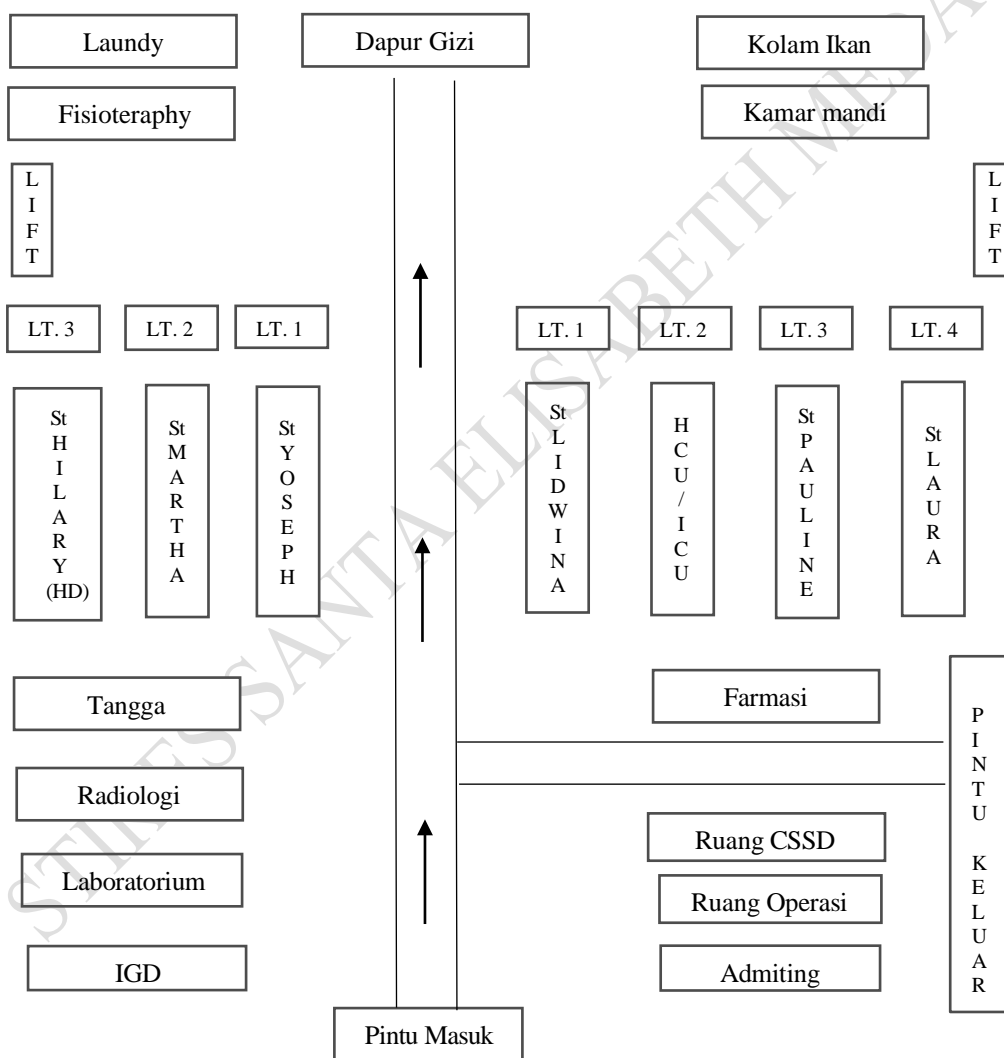 Laundy
Dapur Gizi
Kolam Ikan
Fisioteraphy
Kamar mandi
LIFT
LIFT
LT. 3
LT. 2
LT. 1
LT. 1
LT. 2
LT. 3
LT. 4
St HILARY (HD)
St MARTHA
St YOSEPH
St LIDWINA
HCU/ICU
St PAULINE
St LAURA
Tangga
Farmasi
PINTU KELUAR
Radiologi
Ruang CSSD
Laboratorium
Ruang Operasi
IGD
Admiting
Pintu Masuk
STIKES SANTA ELISABETH MEDA